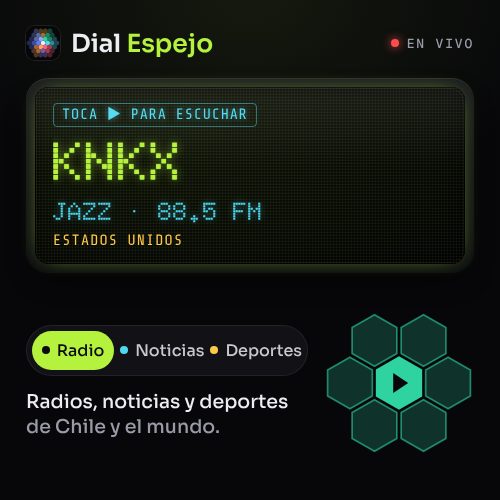 Dial Espejo
EN VIVO
TOCA ▶ PARA ESCUCHAR
KNKX
JAZZ · 88.5 FM
ESTADOS UNIDOS
Radio
Noticias
Deportes
Radios, noticias y deportes
de Chile y el mundo.